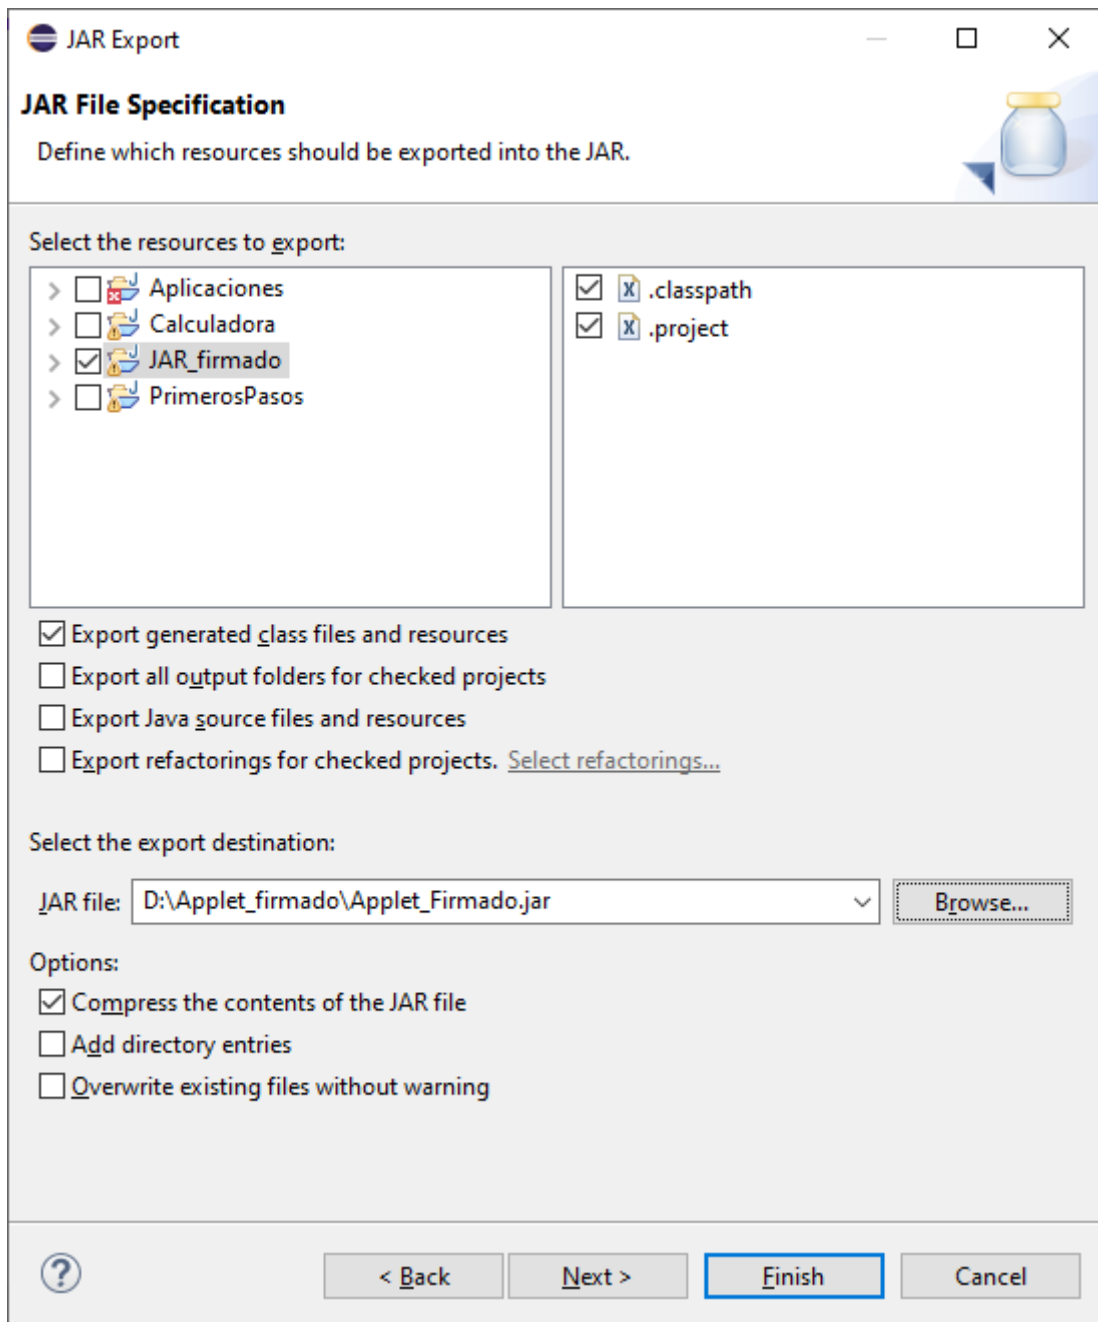 JAR Export
JAR File Specification
Define which resources should be exported into the JAR.
Select the resources to export:
Aplicaciones
Calculadora
JAR_firmado
PrimerosPasos
.classpath
.project
Export generated class files and resources
Export all output folders for checked projects
Export Java source files and resources
Export refactorings for checked projects. Select refactorings...
Select the export destination:
JAR file: D:\Applet_firmado\Applet_Firmado.jar Browse...
Options:
Compress the contents of the JAR file
Add directory entries
Overwrite existing files without warning
? < Back Next > Finish Cancel